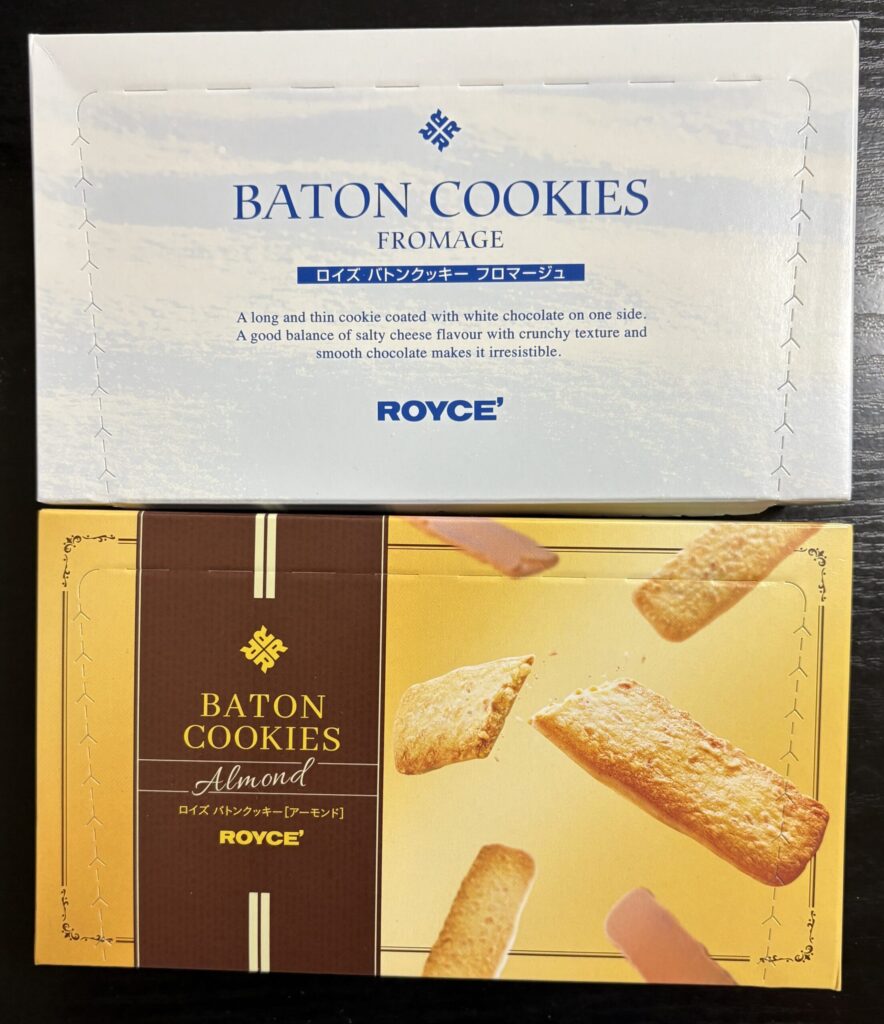 BATON COOKIES
FROMAGE
ロイズ バトンクッキー フロマージュ
A long and thin cookie coated with white chocolate on one side.
A good balance of salty cheese flavour with crunchy texture and
smooth chocolate makes it irresistible.
ROYCE'
BATON
COOKIES
Almond
ロイズ バトンクッキー[アーモンド]
ROYCE'